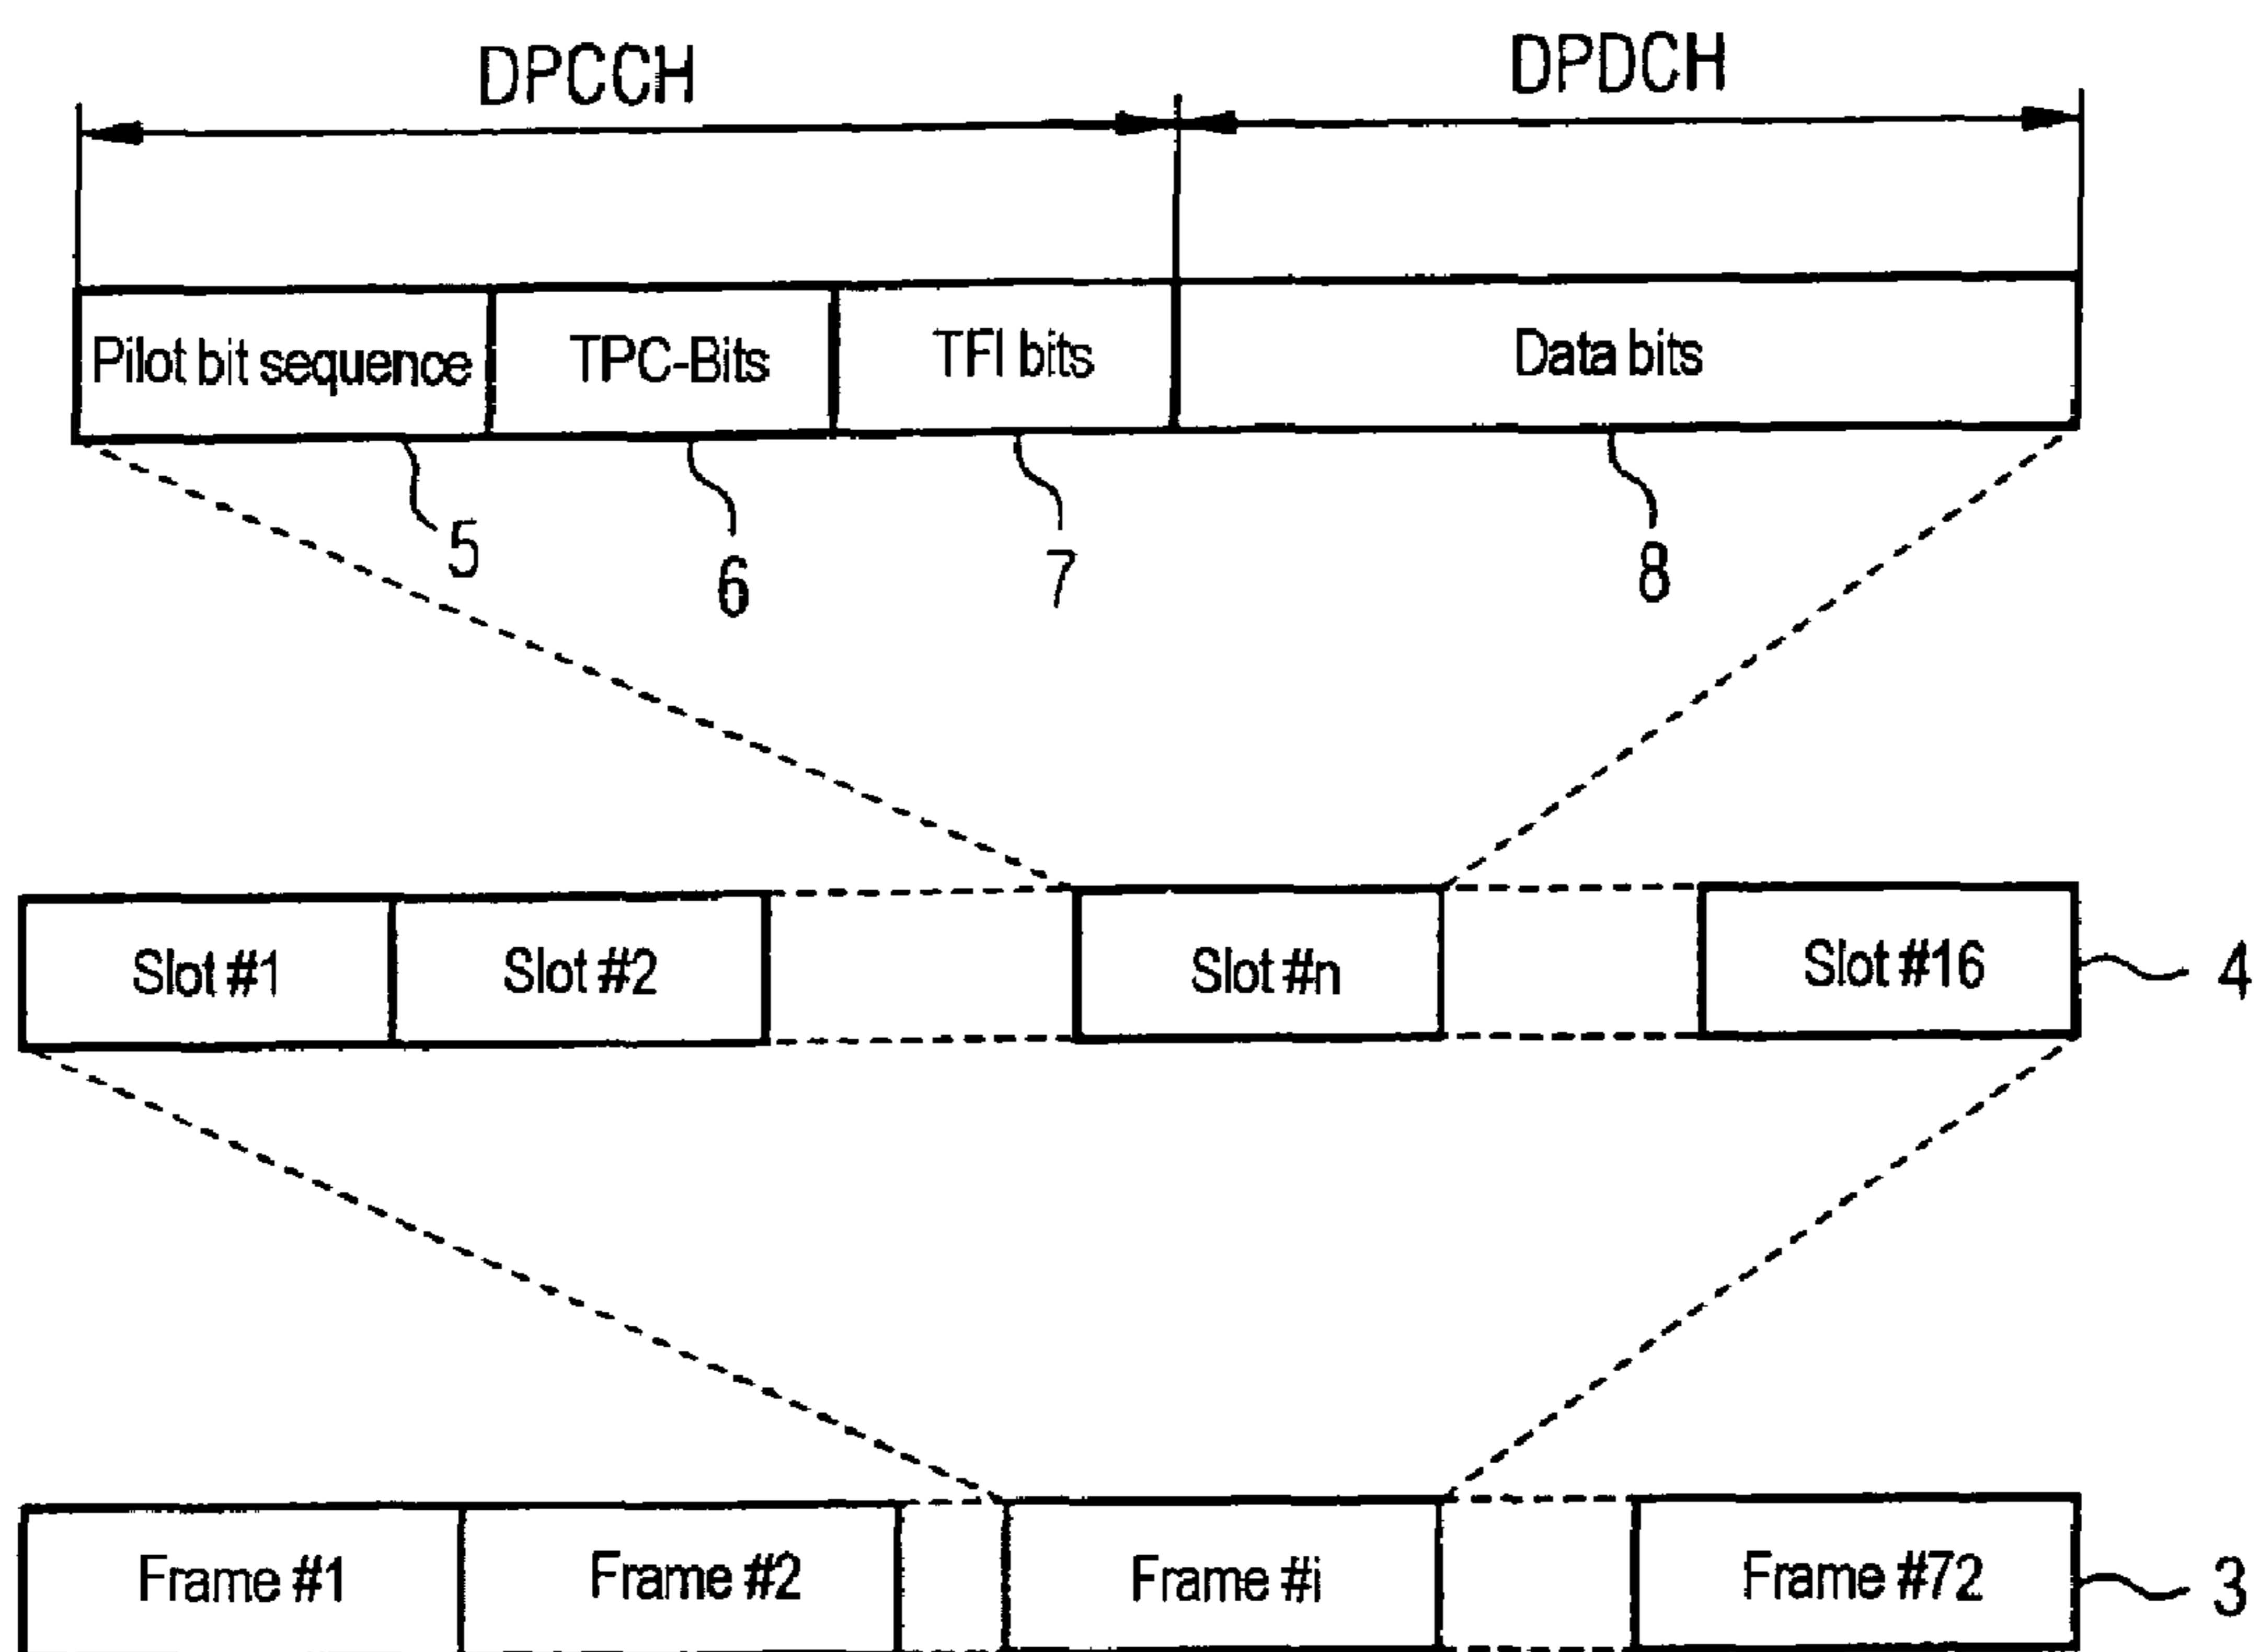 DPCCH DPDCH
Pilot bit sequence TPC-Bits TFI bits Data bits
5 6 7 8
Slot #1 Slot #2 Slot #n Slot #16 4
Frame #1 Frame #2 Frame #i Frame #72 3